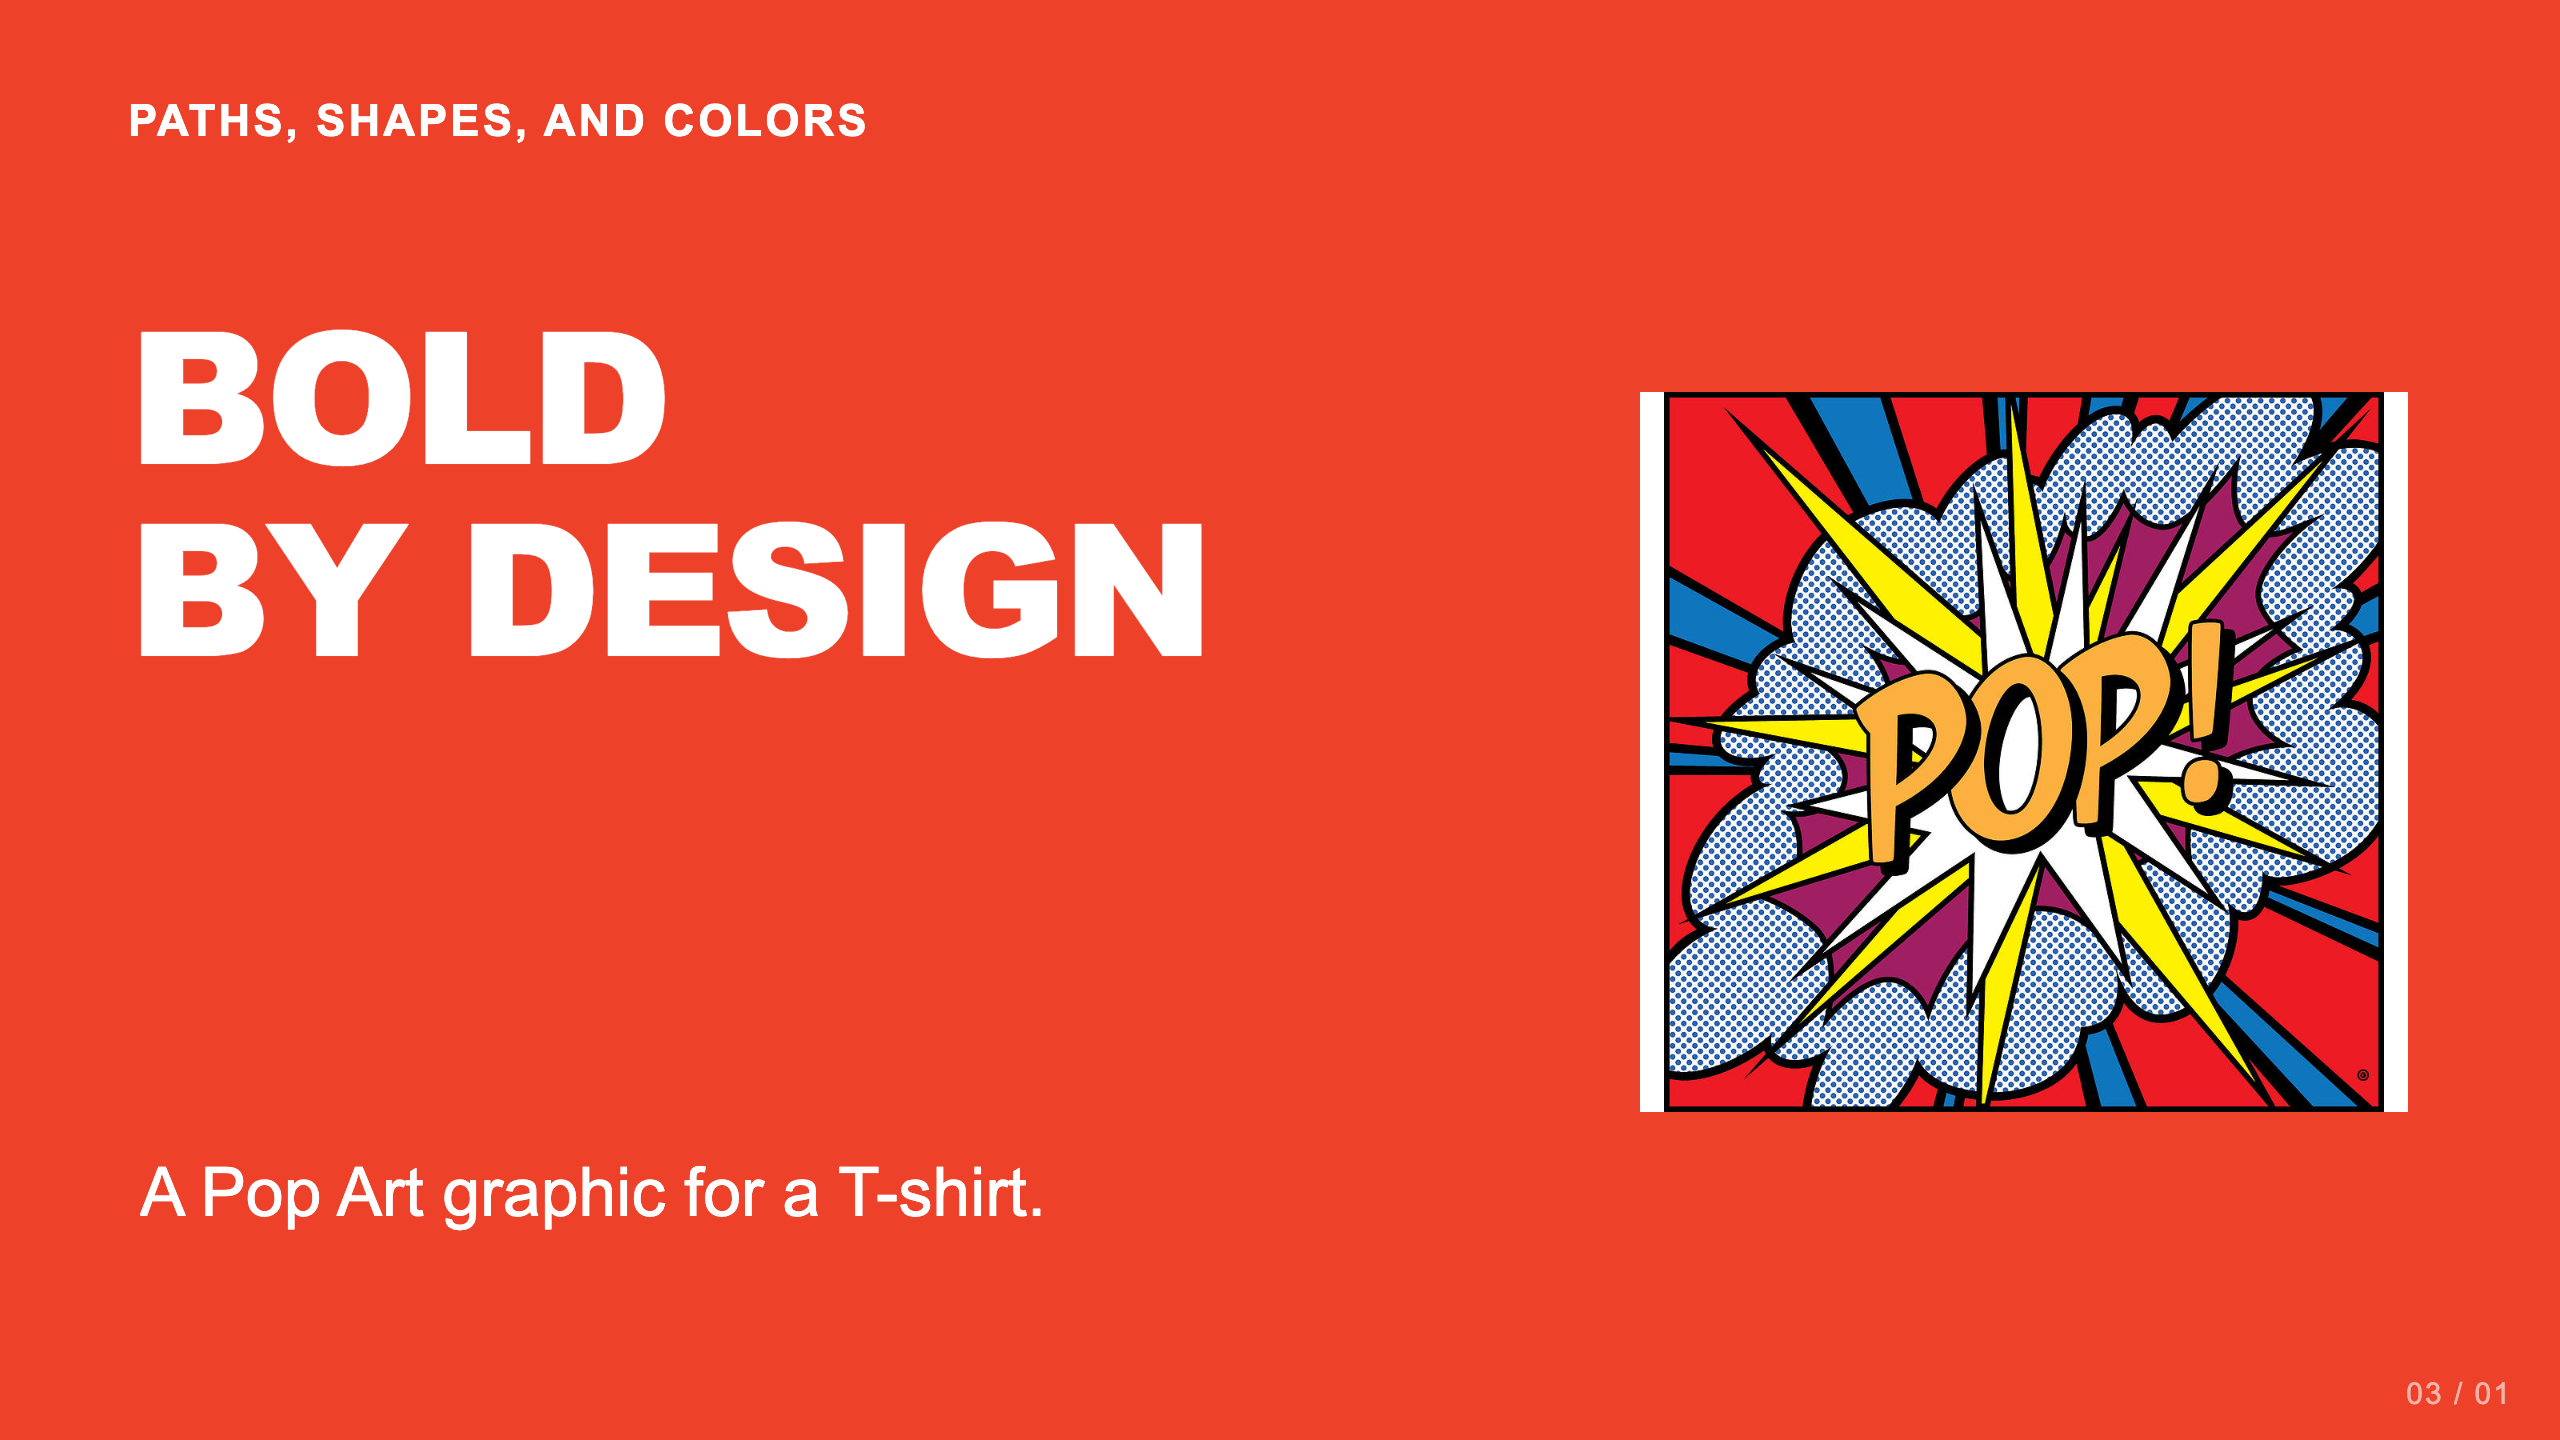 PATHS, SHAPES, AND COLORS
BOLD
BY DESIGN
POP!
A Pop Art graphic for a T-shirt.
03 / 01